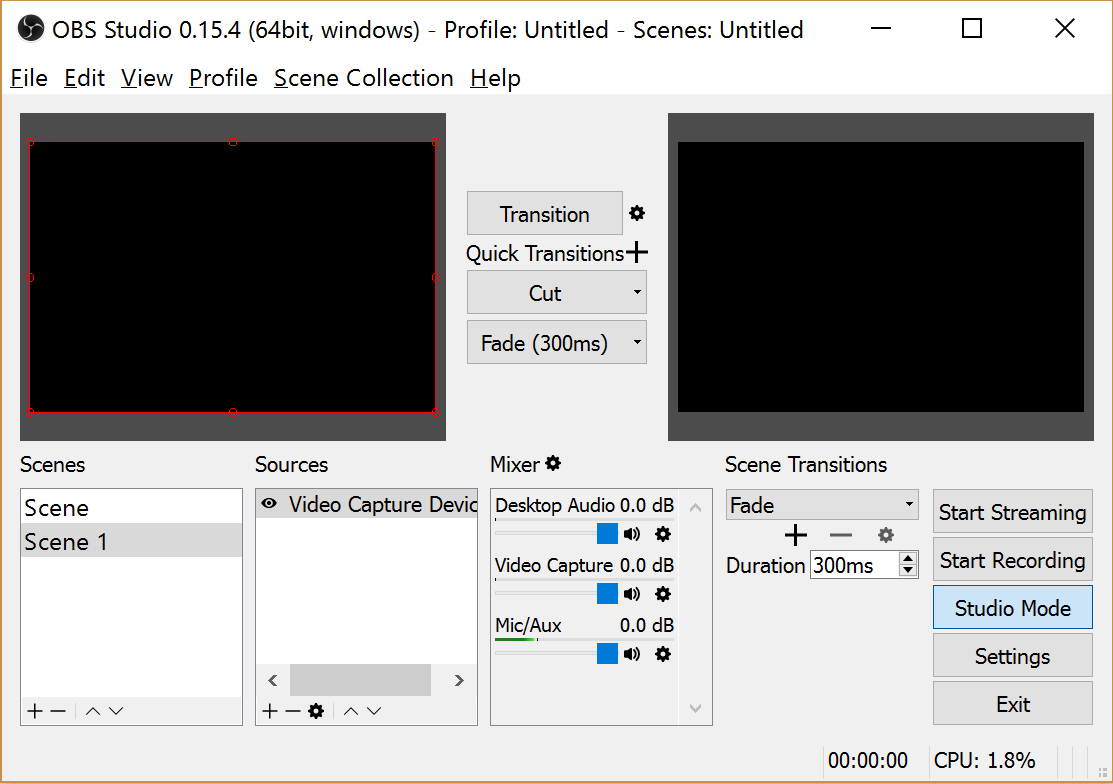 OBS Studio 0.15.4 (64bit, windows) - Profile: Untitled - Scenes: Untitled
File Edit View Profile Scene Collection Help
Transition
Quick Transitions
Cut
Fade (300ms)
Scenes
Scene
Scene 1
Sources
Video Capture Devic
Mixer
Desktop Audio 0.0 dB
Video Capture 0.0 dB
Mic/Aux 0.0 dB
Scene Transitions
Fade
Duration 300ms
Start Streaming
Start Recording
Studio Mode
Settings
Exit
00:00:00 CPU: 1.8%